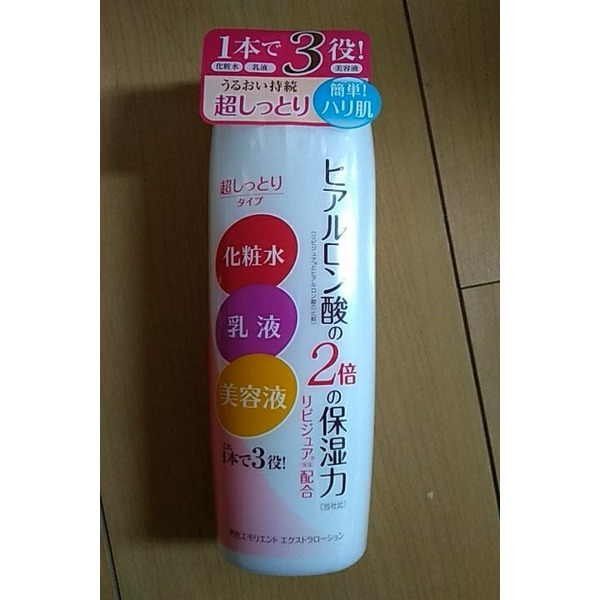 1本で3役!
化粧水 乳液 美容液
うるおい持続
超しっとり
簡単!
ハリ肌
超しっとり
タイプ
化粧水
乳液
美容液
これ
1本で3役!
ヒアルロン酸の
2倍の保湿力
(当社比)
リピジュア®
配合
明色エモリエント エクストラローション